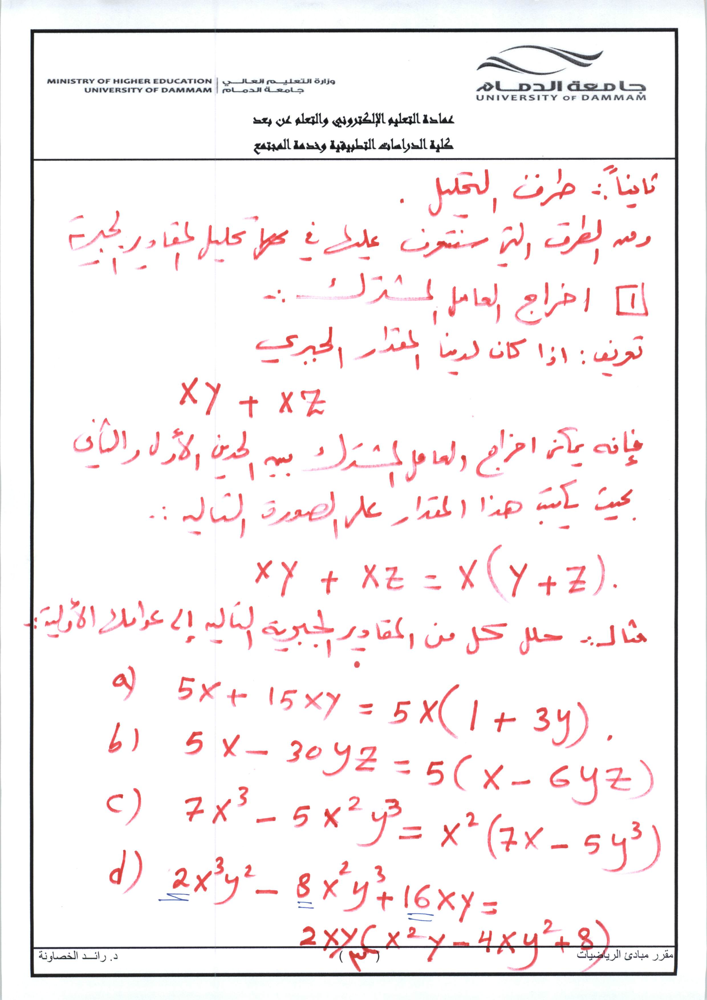 جامعة الدمام
UNIVERSITY OF DAMMAM
MINISTRY OF HIGHER EDUCATION | وزارة التعليم العالي
UNIVERSITY OF DAMMAM | جامعة الدمام
عمادة التعليم الإلكتروني والتعلم عن بعد
كلية الدراسات التطبيقية وخدمة المجتمع
ثانياً :- طرق التحليل .
ومن الطرق التي سنتعرف عليها في تحليل المقادير الجبرية
1 اخراج العامل المشترك :-
تعريف : اذا كان لدينا المقدار الجبري
xy + xz
فإنه يمكن اخراج العامل المشترك بين الحدين الأول والثاني
بحيث يكتب هذا المقدار على الصورة التاليه :-
xy + xz = x(y + z).
مثال :- حلل كل من المقادير الجبرية التاليه إلى عواملها الأولية :-
a) 5x + 15xy = 5x(1 + 3y).
b) 5x - 30yz = 5(x - 6yz)
c) 7x³ - 5x²y³ = x²(7x - 5y³)
d) 2x³y² - 8x²y³ + 16xy =
2xy(x²y - 4xy² + 8)
مقرر مبادئ الرياضيات ( ٣ ) د. رائد الخصاونة